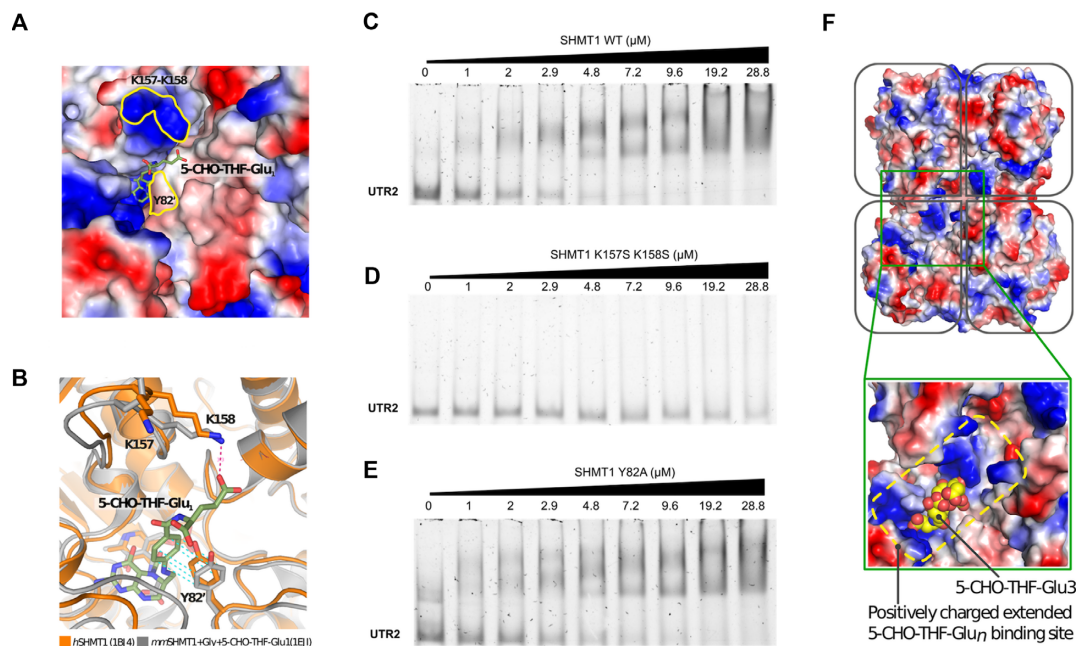 A
K157-K158
5-CHO-THF-Glu1
Y82'
B
K158
K157
5-CHO-THF-Glu1
Y82'
hSHMT1 (1BJ4) mmSHMT1+Gly+5-CHO-THF-Glu1(1EJI)
C
SHMT1 WT (µM)
0 1 2 2.9 4.8 7.2 9.6 19.2 28.8
UTR2
D
SHMT1 K157S K158S (µM)
0 1 2 2.9 4.8 7.2 9.6 19.2 28.8
UTR2
E
SHMT1 Y82A (µM)
0 1 2 2.9 4.8 7.2 9.6 19.2 28.8
UTR2
F
5-CHO-THF-Glu3
Positively charged extended
5-CHO-THF-Glun binding site